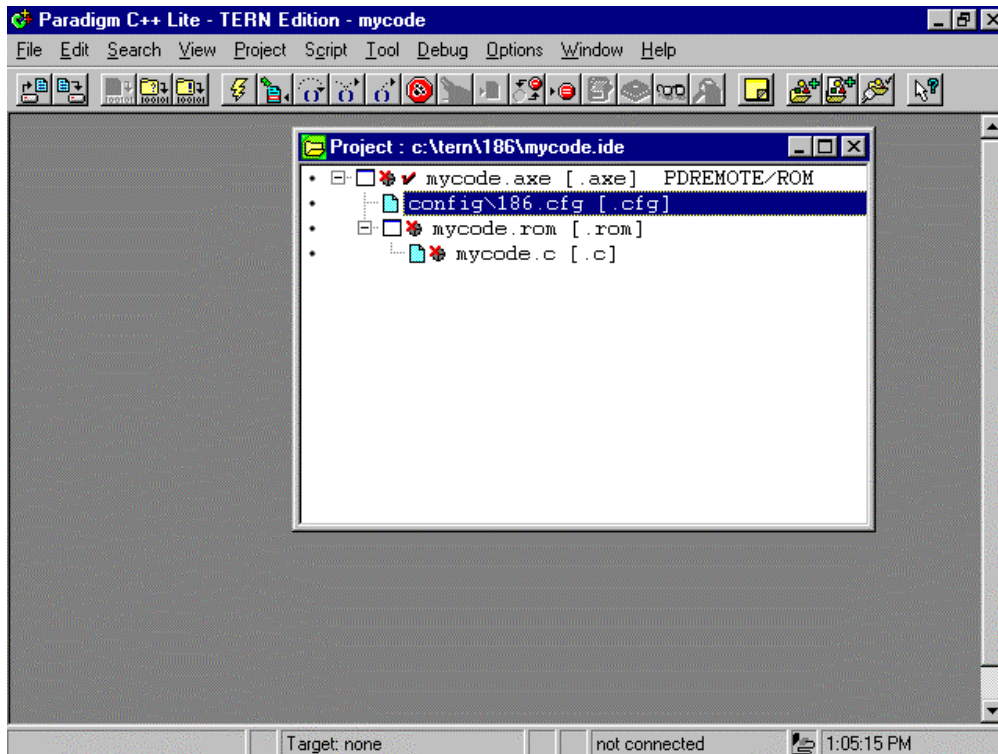 Paradigm C++ Lite - TERN Edition - mycode
File Edit Search View Project Script Tool Debug Options Window Help
Project : c:\tern\186\mycode.ide
mycode.axe [.axe] PDREMOTE/ROM
config\186.cfg [.cfg]
mycode.rom [.rom]
mycode.c [.c]
Target: none not connected 1:05:15 PM